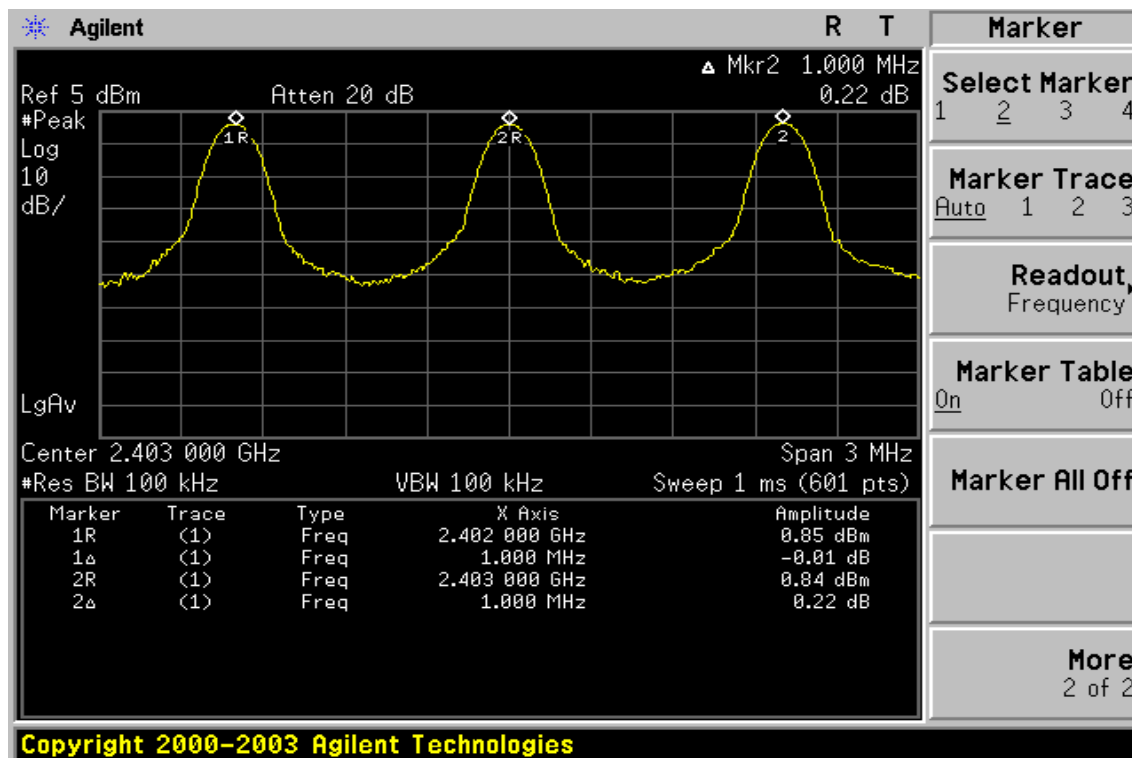 Agilent R T Marker
Δ Mkr2 1.000 MHz
Ref 5 dBm Atten 20 dB 0.22 dB
#Peak
Log
10
dB/
1R 2R 2
LgAv
Center 2.403 000 GHz Span 3 MHz
#Res BW 100 kHz VBW 100 kHz Sweep 1 ms (601 pts)
Marker Trace Type X Axis Amplitude
1R (1) Freq 2.402 000 GHz 0.85 dBm
1Δ (1) Freq 1.000 MHz -0.01 dB
2R (1) Freq 2.403 000 GHz 0.84 dBm
2Δ (1) Freq 1.000 MHz 0.22 dB
Select Marker
1 2 3 4
Marker Trace
Auto 1 2 3
Readout
Frequency
Marker Table
On Off
Marker All Off
More
2 of 2
Copyright 2000-2003 Agilent Technologies